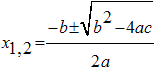 x₁,₂ = (-b ± √(b² - 4ac)) / 2a